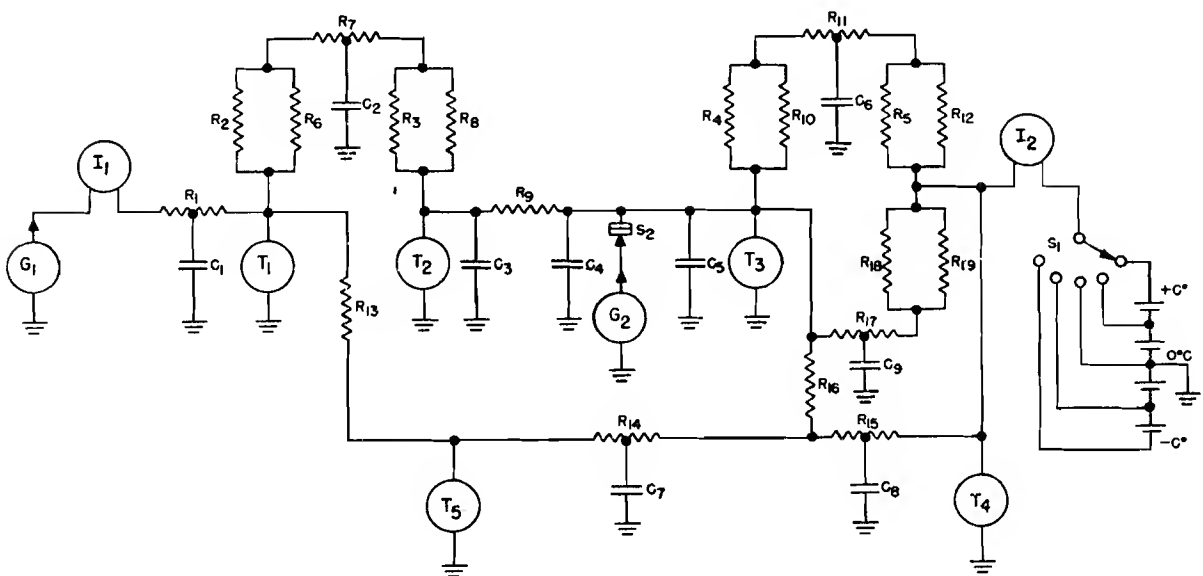 R7
R11
R2
R6
C2
R3
R8
R4
R10
C6
R5
R12
I1
I2
R1
R9
S2
S1
G1
C1
T1
T2
C3
C4
C5
T3
R18
R19
R13
G2
R17
+C°
0°C
C9
R16
−C°
R14
R15
T5
C7
C8
T4